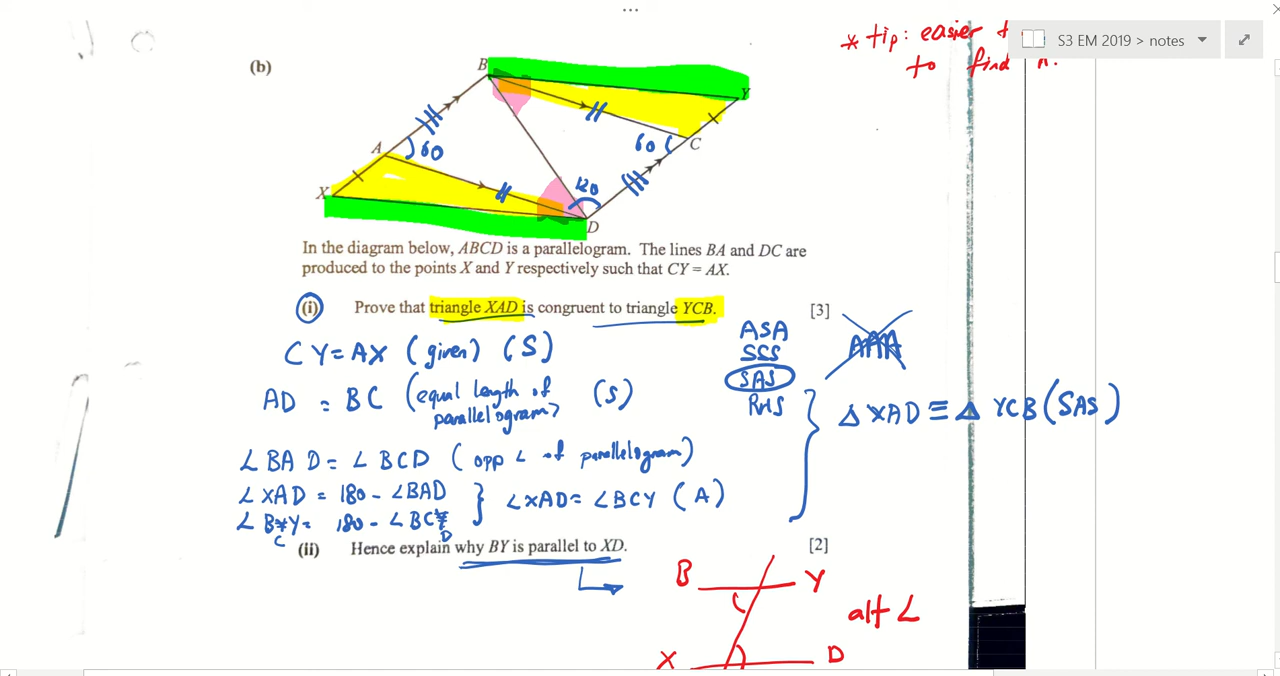 ...
* tip: easier
to find
S3 EM 2019 > notes
(b)
B
Y
A
60
60
C
X
120
D
In the diagram below, ABCD is a parallelogram. The lines BA and DC are
produced to the points X and Y respectively such that CY = AX.
(i) Prove that triangle XAD is congruent to triangle YCB. [3]
CY = AX (given) (S)
AD = BC (equal length of
parallelogram) (S)
∠BAD = ∠BCD (opp ∠ of parallelogram)
∠XAD = 180 - ∠BAD
∠BCY = 180 - ∠BCD
} ∠XAD = ∠BCY (A)
ASA
SSS
SAS
RHS
AAA
} △ XAD ≡ △ YCB (SAS)
(ii) Hence explain why BY is parallel to XD. [2]
B Y
alt ∠
X D